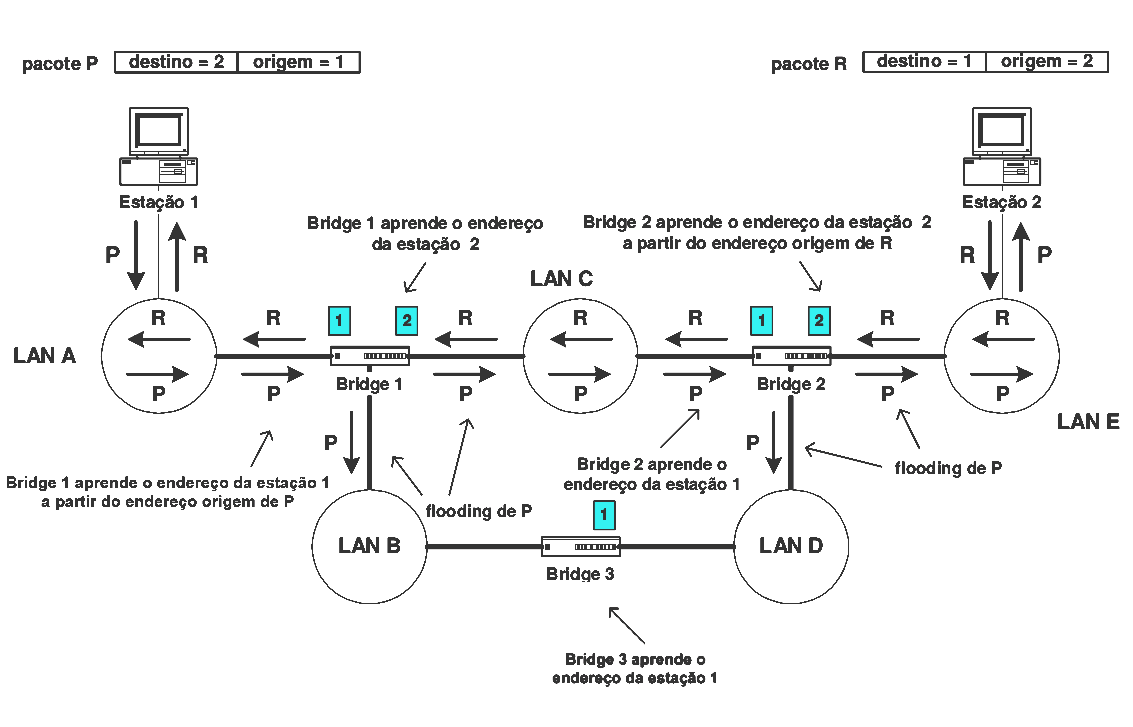 pacote P destino = 2 origem = 1
pacote R destino = 1 origem = 2
Estação 1
Estação 2
Bridge 1 aprende o endereço
da estação 2
Bridge 2 aprende o endereço da estação 2
a partir do endereço origem de R
P R
R P
LAN C
R R 1 2 R R R 1 2 R R
LAN A
P P Bridge 1 P P P Bridge 2 P P
LAN E
P
P
Bridge 1 aprende o endereço da estação 1
a partir do endereço origem de P
flooding de P
Bridge 2 aprende o
endereço da estação 1
flooding de P
1
LAN B
LAN D
Bridge 3
Bridge 3 aprende o
endereço da estação 1